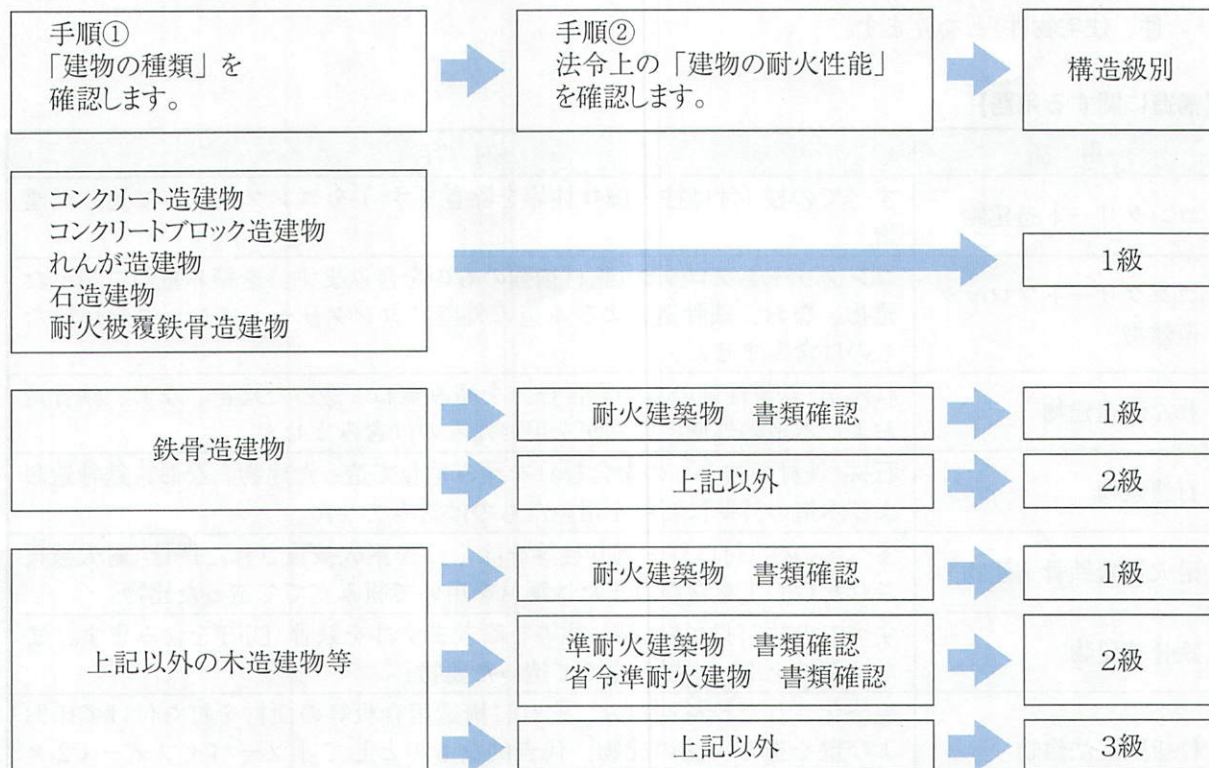 手順①
「建物の種類」を
確認します。
手順②
法令上の「建物の耐火性能」
を確認します。
構造級別
コンクリート造建物
コンクリートブロック造建物
れんが造建物
石造建物
耐火被覆鉄骨造建物
1級
鉄骨造建物
耐火建築物　書類確認
1級
上記以外
2級
上記以外の木造建物等
耐火建築物　書類確認
1級
準耐火建築物　書類確認
省令準耐火建物　書類確認
2級
上記以外
3級